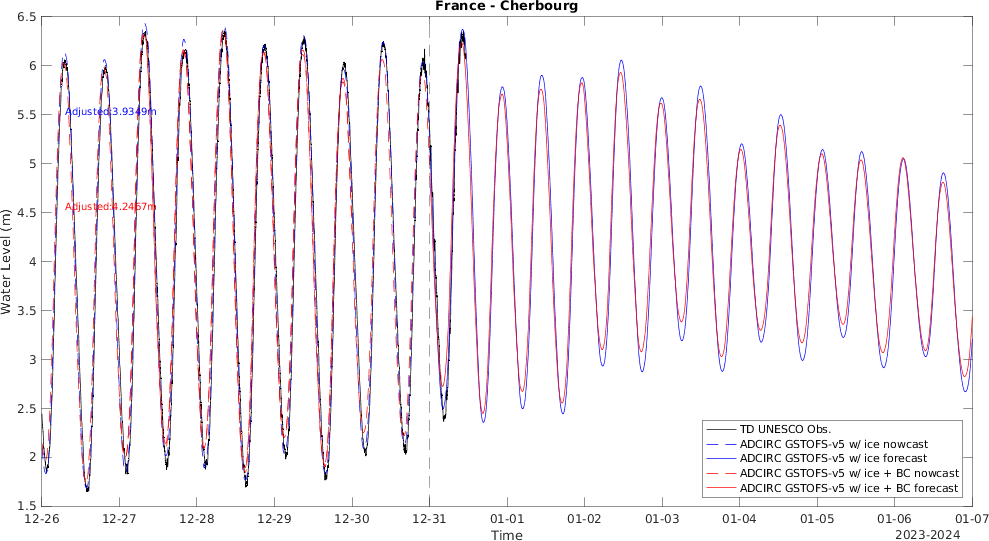 France - Cherbourg
6.5
6
5.5
5
4.5
4
3.5
3
2.5
2
1.5
Water Level (m)
Adjusted:3.9349m
Adjusted:4.2467m
TD UNESCO Obs.
ADCIRC GSTOFS-v5 w/ ice nowcast
ADCIRC GSTOFS-v5 w/ ice forecast
ADCIRC GSTOFS-v5 w/ ice + BC nowcast
ADCIRC GSTOFS-v5 w/ ice + BC forecast
12-26 12-27 12-28 12-29 12-30 12-31 01-01 01-02 01-03 01-04 01-05 01-06 01-07
Time
2023-2024